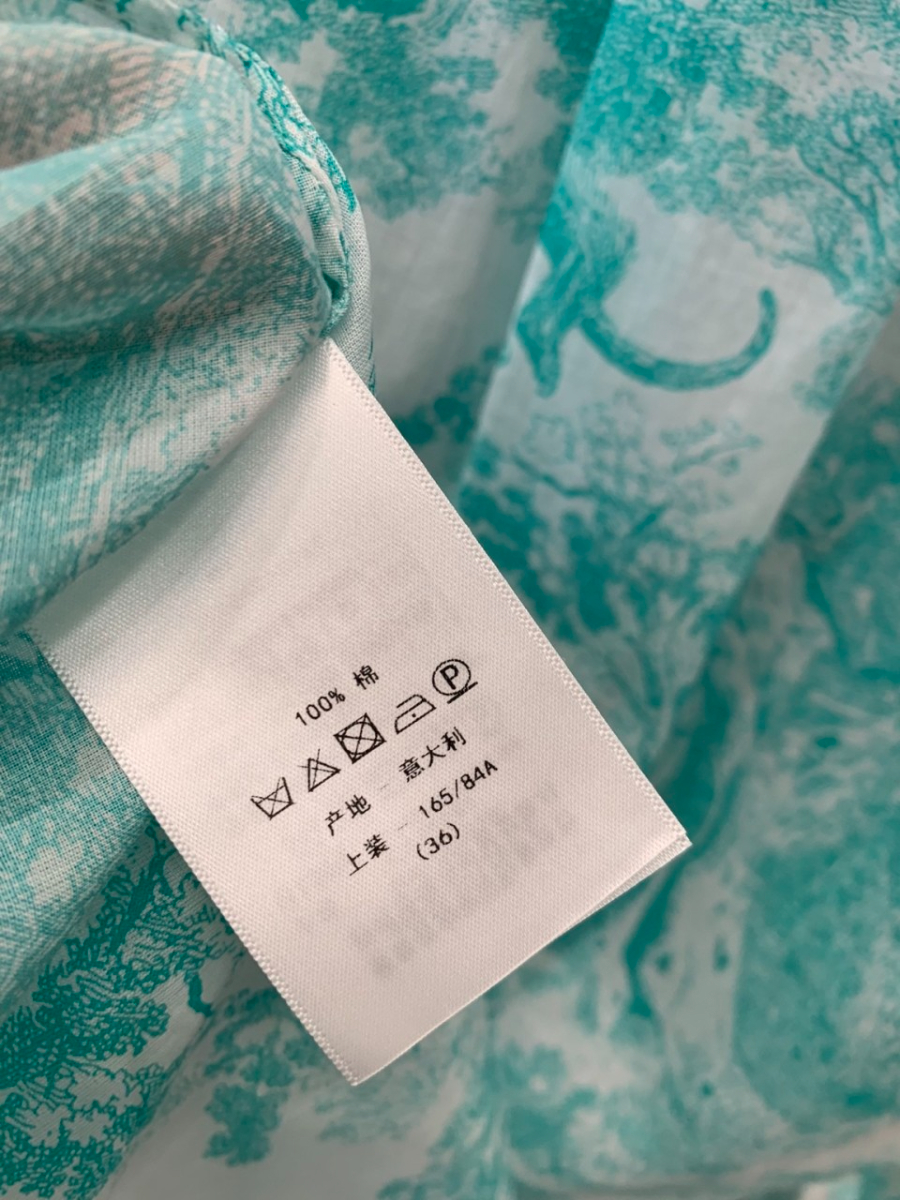 100% 棉
P
产地 - 意大利
上装 - 165/84A
(36)